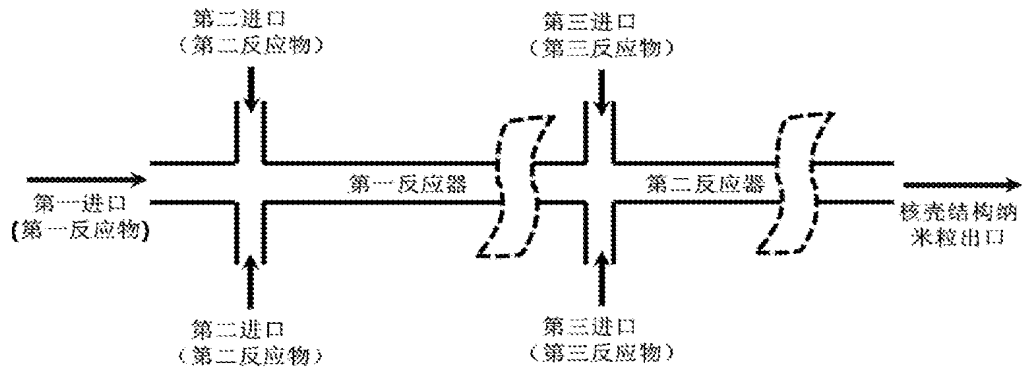 第二进口
（第二反应物）
第三进口
（第三反应物）
第一反应器
第二反应器
第一进口
(第一反应物)
核壳结构纳
米粒出口
第二进口
（第二反应物）
第三进口
（第三反应物）